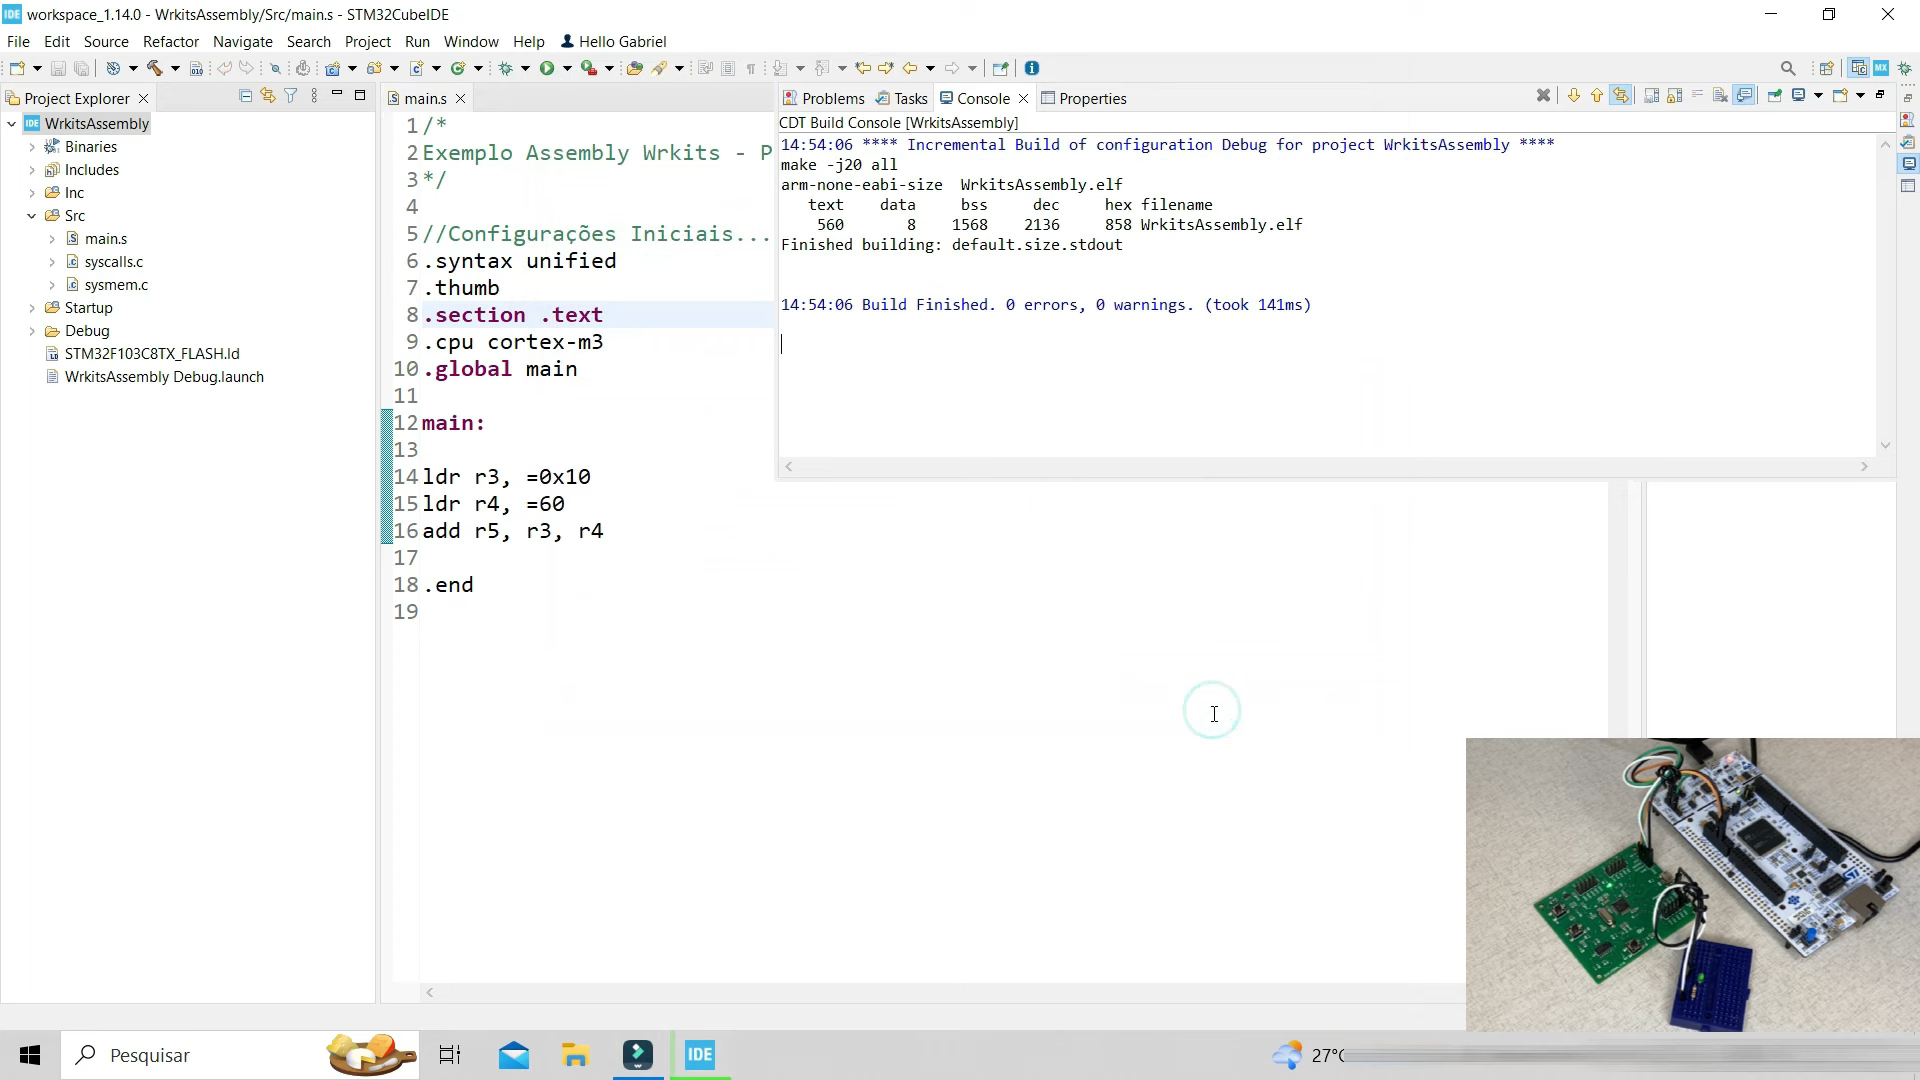 IDE workspace_1.14.0 - WrkitsAssembly/Src/main.s - STM32CubeIDE
File Edit Source Refactor Navigate Search Project Run Window Help Hello Gabriel
Project Explorer
IDE WrkitsAssembly
Binaries
Includes
Inc
Src
main.s
syscalls.c
sysmem.c
Startup
Debug
STM32F103C8TX_FLASH.ld
WrkitsAssembly Debug.launch
main.s
1 /*
2 Exemplo Assembly Wrkits - P
3 */
4
5 //Configurações Iniciais...
6 .syntax unified
7 .thumb
8 .section .text
9 .cpu cortex-m3
10 .global main
11
12 main:
13
14 ldr r3, =0x10
15 ldr r4, =60
16 add r5, r3, r4
17
18 .end
19
Problems Tasks Console Properties
CDT Build Console [WrkitsAssembly]
14:54:06 **** Incremental Build of configuration Debug for project WrkitsAssembly ****
make -j20 all
arm-none-eabi-size WrkitsAssembly.elf
text data bss dec hex filename
560 8 1568 2136 858 WrkitsAssembly.elf
Finished building: default.size.stdout
14:54:06 Build Finished. 0 errors, 0 warnings. (took 141ms)
MX
Pesquisar
IDE
27°C